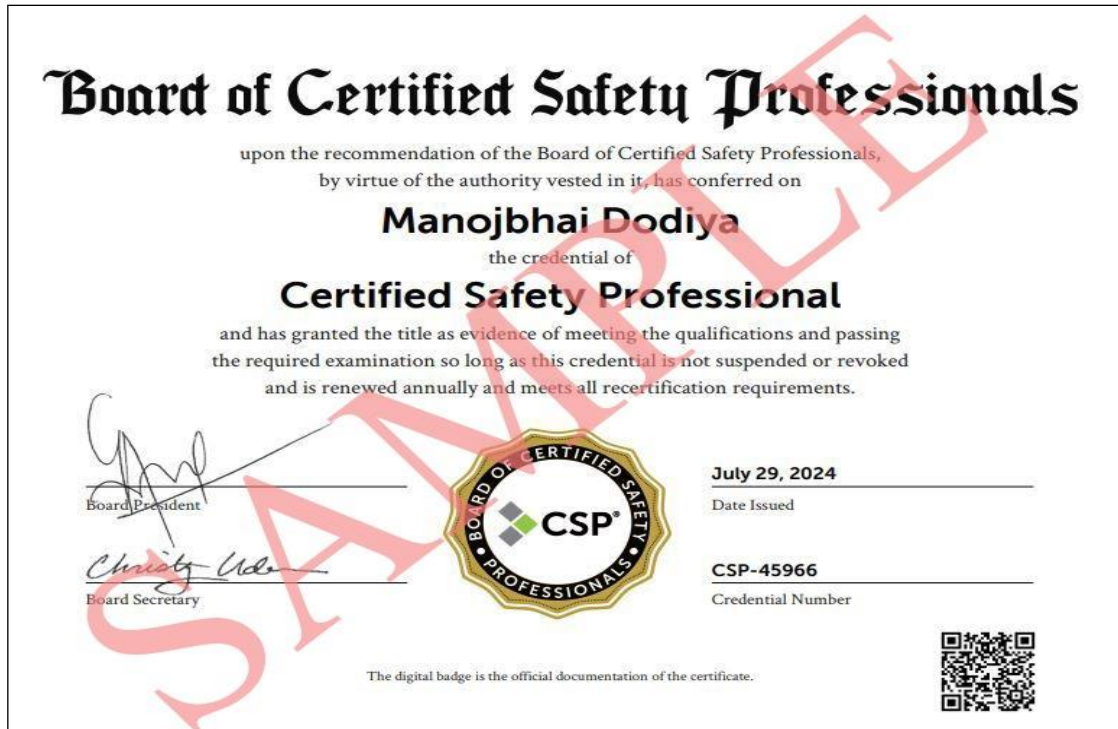 Board of Certified Safety Professionals
upon the recommendation of the Board of Certified Safety Professionals,
by virtue of the authority vested in it, has conferred on
Manojbhai Dodiya
the credential of
Certified Safety Professional
and has granted the title as evidence of meeting the qualifications and passing
the required examination so long as this credential is not suspended or revoked
and is renewed annually and meets all recertification requirements.
SAMPLE
Board President
Christy
Board Secretary
BOARD OF CERTIFIED SAFETY
PROFESSIONALS
CSP®
July 29, 2024
Date Issued
CSP-45966
Credential Number
The digital badge is the official documentation of the certificate.